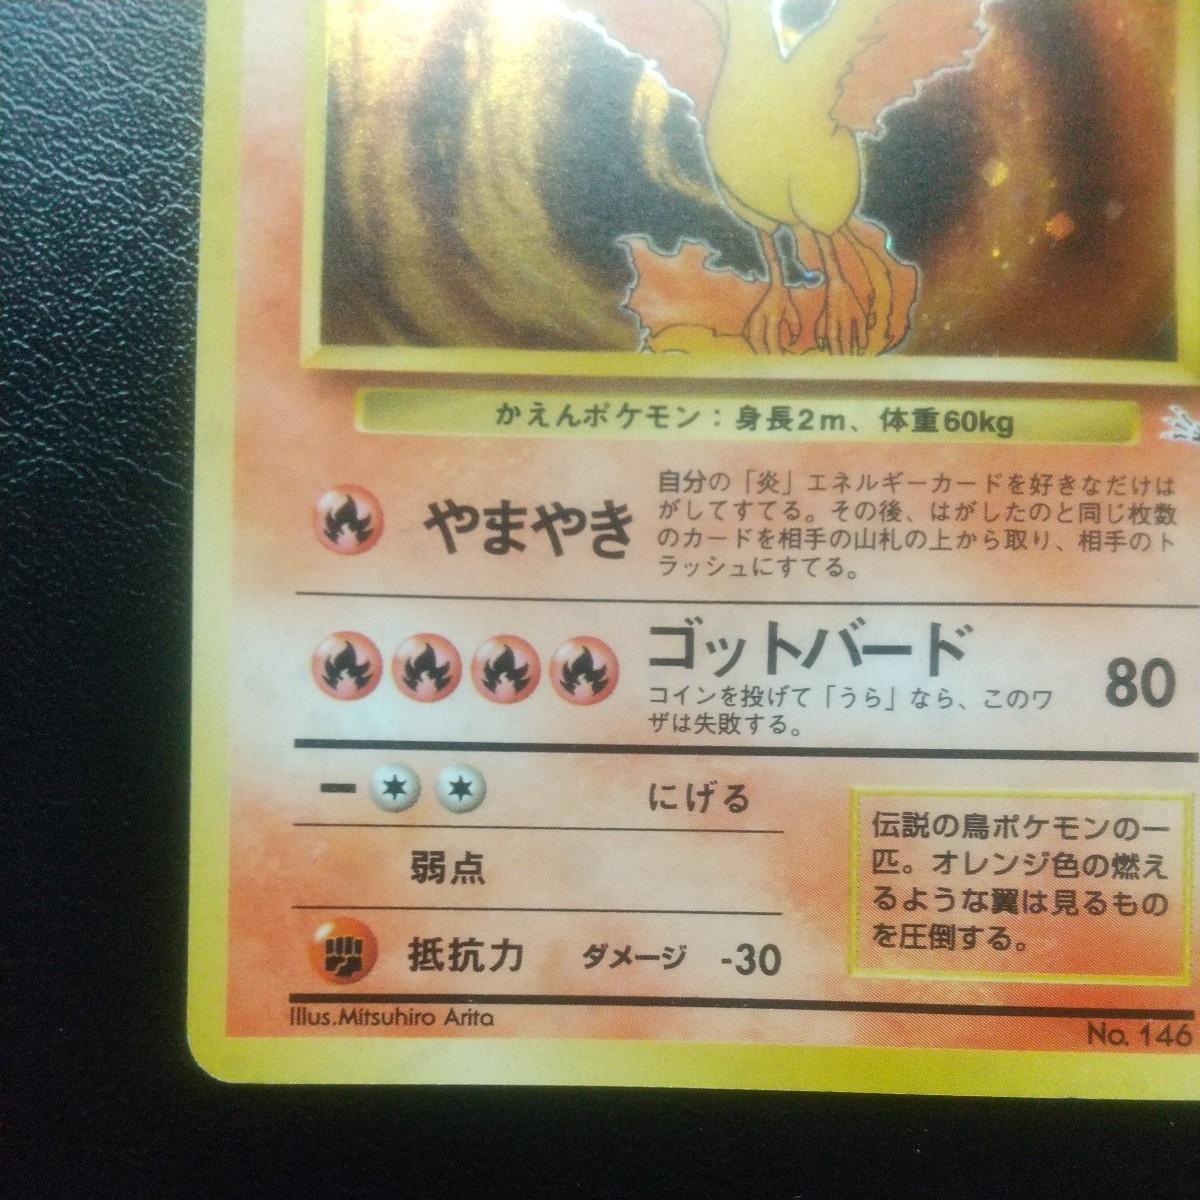 かえんポケモン：身長2m、体重60kg
やまやき
自分の「炎」エネルギーカードを好きなだけは
がしてすてる。その後、はがしたのと同じ枚数
のカードを相手の山札の上から取り、相手のト
ラッシュにすてる。
ゴットバード
コインを投げて「うら」なら、このワ
ザは失敗する。
80
にげる
弱点
抵抗力 ダメージ -30
伝説の鳥ポケモンの一
匹。オレンジ色の燃え
るような翼は見るもの
を圧倒する。
Illus.Mitsuhiro Arita
No. 146